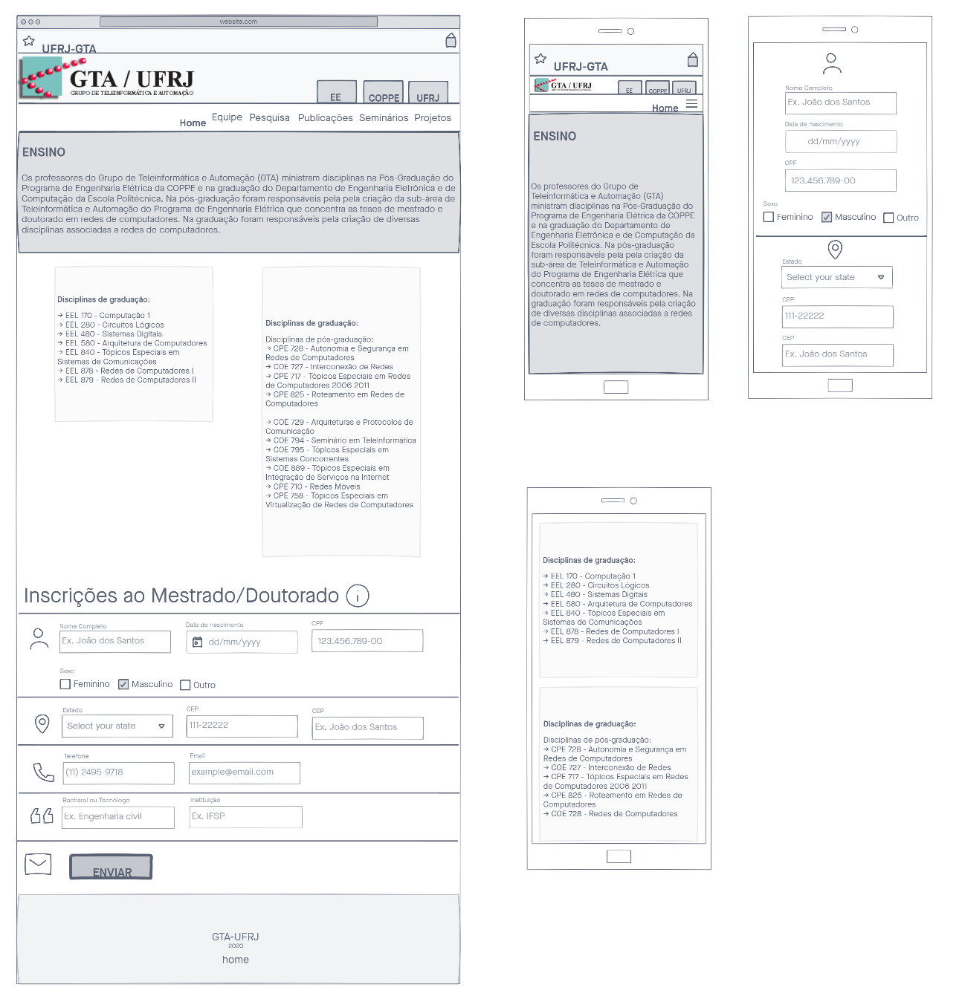 website.com
UFRJ-GTA
GTA / UFRJ
GRUPO DE TELEINFORMÁTICA E AUTOMAÇÃO
EE COPPE UFRJ
Home Equipe Pesquisa Publicações Seminários Projetos
ENSINO
Os professores do Grupo de Teleinformática e Automação (GTA) ministram disciplinas na Pós-Graduação do
Programa de Engenharia Elétrica da COPPE e na graduação do Departamento de Engenharia Eletrônica e de
Computação da Escola Politécnica. Na pós-graduação foram responsáveis pela pela criação da sub-área de
Teleinformática e Automação do Programa de Engenharia Elétrica que concentra as teses de mestrado e
doutorado em redes de computadores. Na graduação foram responsáveis pela criação de diversas
disciplinas associadas a redes de computadores.
Disciplinas de graduação:
→ EEL 170 - Computação 1
→ EEL 280 - Circuitos Lógicos
→ EEL 480 - Sistemas Digitais
→ EEL 580 - Arquitetura de Computadores
→ EEL 840 - Tópicos Especiais em
Sistemas de Comunicações
→ EEL 878 - Redes de Computadores I
→ EEL 879 - Redes de Computadores II
Disciplinas de graduação:
Disciplinas de pós-graduação:
→ CPE 728 - Autonomia e Segurança em
Redes de Computadores
→ COE 727 - Interconexão de Redes
→ CPE 717 - Tópicos Especiais em Redes
de Computadores 2006 2011
→ CPE 825 - Roteamento em Redes de
Computadores
→ COE 729 - Arquiteturas e Protocolos de
Comunicação
→ COE 794 - Seminário em Teleinformática
→ COE 795 - Tópicos Especiais em
Sistemas Concorrentes
→ COE 889 - Tópicos Especiais em
Integração de Serviços na Internet
→ CPE 710 - Redes Móveis
→ CPE 758 - Tópicos Especiais em
Virtualização de Redes de Computadores
Inscrições ao Mestrado/Doutorado i
Nome Completo Data de nascimento CPF
Ex. João dos Santos dd/mm/yyyy 123.456.789-00
Sexo
Feminino Masculino Outro
Estado CEP CEP
Select your state 111-22222 Ex. João dos Santos
Telefone Email
(11) 2495-9718 example@email.com
Bacharel ou Tecnólogo Instituição
Ex. Engenharia civil Ex. IFSP
ENVIAR
GTA-UFRJ
2020
home
UFRJ-GTA
GTA / UFRJ
GRUPO DE TELEINFORMÁTICA E AUTOMAÇÃO
EE COPPE UFRJ
Home
ENSINO
Os professores do Grupo de
Teleinformática e Automação (GTA)
ministram disciplinas na Pós-Graduação do
Programa de Engenharia Elétrica da COPPE
e na graduação do Departamento de
Engenharia Eletrônica e de Computação da
Escola Politécnica. Na pós-graduação
foram responsáveis pela pela criação da
sub-área de Teleinformática e Automação
do Programa de Engenharia Elétrica que
concentra as teses de mestrado e
doutorado em redes de computadores. Na
graduação foram responsáveis pela criação
de diversas disciplinas associadas a redes
de computadores.
Nome Completo
Ex. João dos Santos
Data de nascimento
dd/mm/yyyy
CPF
123.456.789-00
Sexo
Feminino Masculino Outro
Estado
Select your state
CEP
111-22222
CEP
Ex. João dos Santos
Disciplinas de graduação:
→ EEL 170 - Computação 1
→ EEL 280 - Circuitos Lógicos
→ EEL 480 - Sistemas Digitais
→ EEL 580 - Arquitetura de Computadores
→ EEL 840 - Tópicos Especiais em
Sistemas de Comunicações
→ EEL 878 - Redes de Computadores I
→ EEL 879 - Redes de Computadores II
Disciplinas de graduação:
Disciplinas de pós-graduação:
→ CPE 728 - Autonomia e Segurança em
Redes de Computadores
→ COE 727 - Interconexão de Redes
→ CPE 717 - Tópicos Especiais em Redes
de Computadores 2006 2011
→ CPE 825 - Roteamento em Redes de
Computadores
→ COE 728 - Redes de Computadores